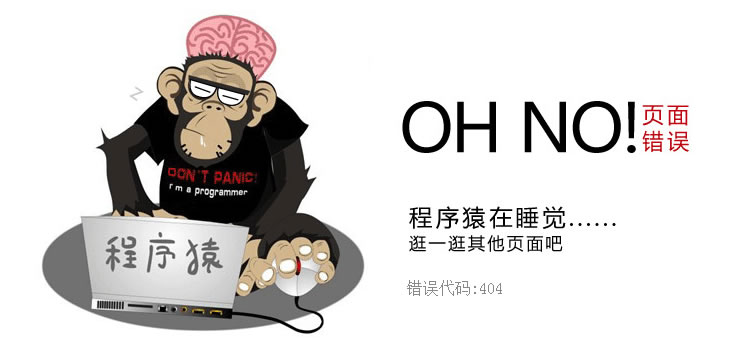 z
DON'T PANIC!
I'm a programmer
程序猿
OH NO!
页面
错误
程序猿在睡觉......
逛一逛其他页面吧
错误代码:404